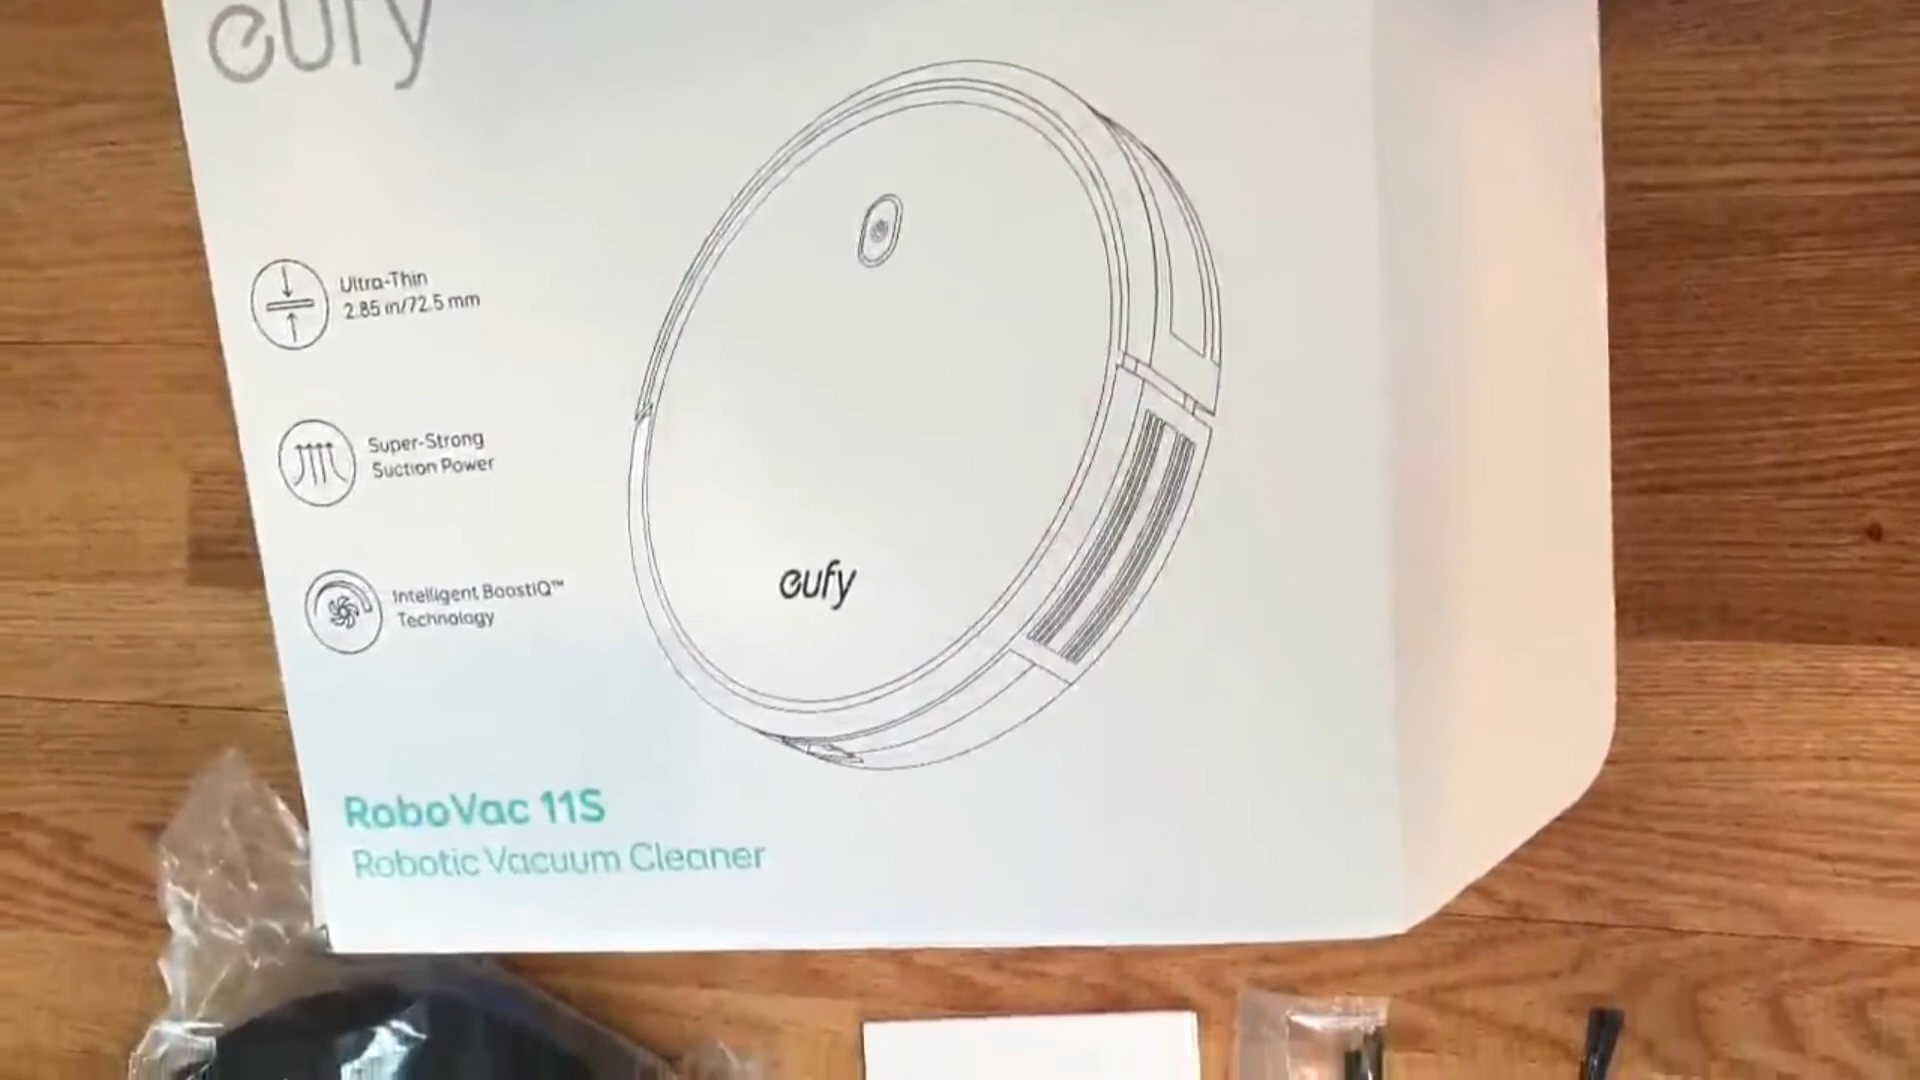 eufy
Ultra-Thin
2.85 in/72.5 mm
Super-Strong
Suction Power
Intelligent BoostIQ™
Technology
eufy
RoboVac 11S
Robotic Vacuum Cleaner